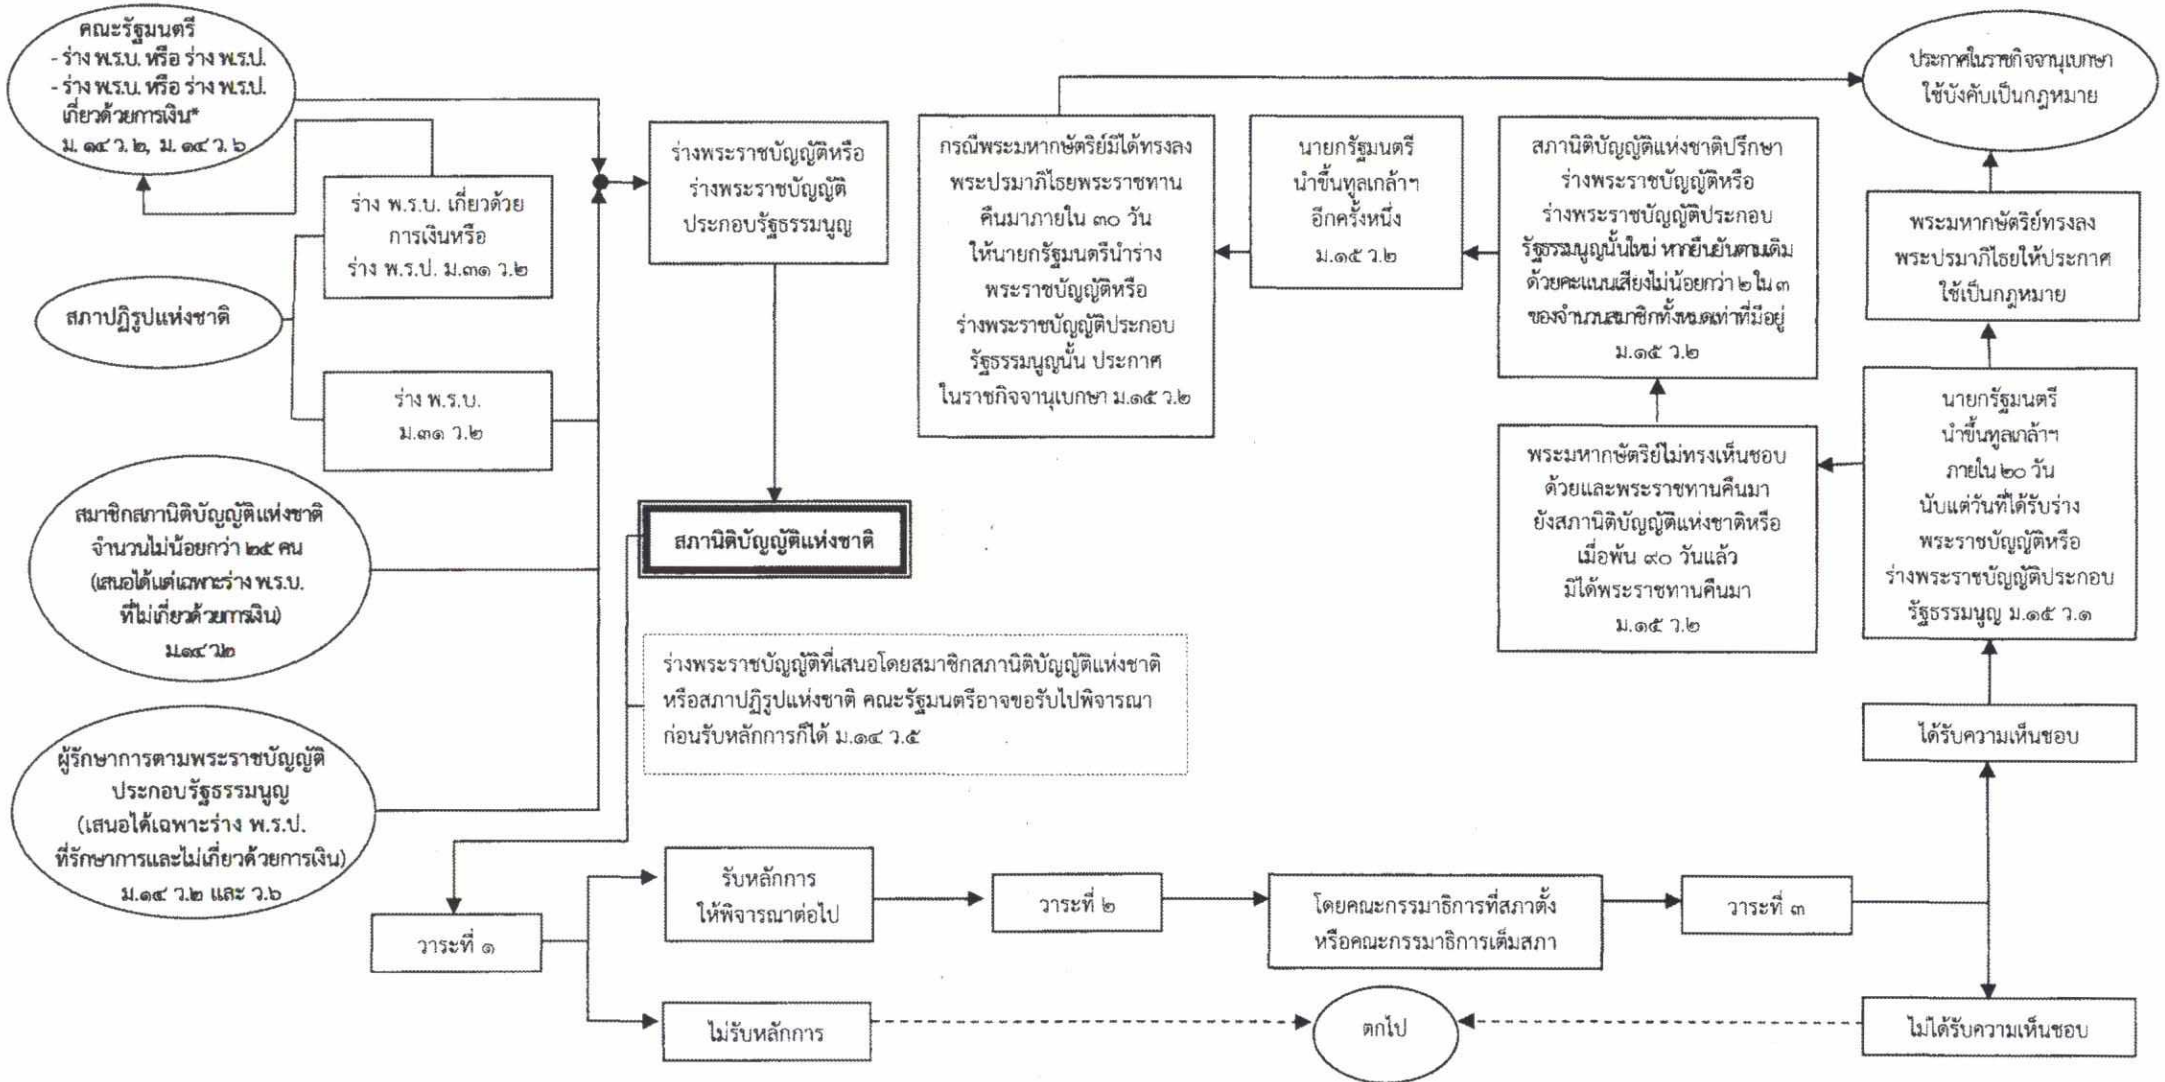 คณะรัฐมนตรี
- ร่าง พ.ร.บ. หรือ ร่าง พ.ร.ป.
- ร่าง พ.ร.บ. หรือ ร่าง พ.ร.ป.
เกี่ยวด้วยการเงิน*
ม. ๑๔ ว. ๒, ม. ๑๔ ว. ๖
ร่าง พ.ร.บ. เกี่ยวด้วย
การเงินหรือ
ร่าง พ.ร.ป. ม.๓๑ ว.๒
สภาปฏิรูปแห่งชาติ
ร่าง พ.ร.บ.
ม.๓๑ ว.๒
สมาชิกสภานิติบัญญัติแห่งชาติ
จำนวนไม่น้อยกว่า ๒๕ คน
(เสนอได้แต่เฉพาะร่าง พ.ร.บ.
ที่ไม่เกี่ยวด้วยการเงิน)
ม.๑๔ ว.๒
ผู้รักษาการตามพระราชบัญญัติ
ประกอบรัฐธรรมนูญ
(เสนอได้เฉพาะร่าง พ.ร.ป.
ที่รักษาการและไม่เกี่ยวด้วยการเงิน)
ม.๑๔ ว.๒ และ ว.๖
ร่างพระราชบัญญัติหรือ
ร่างพระราชบัญญัติ
ประกอบรัฐธรรมนูญ
สภานิติบัญญัติแห่งชาติ
ร่างพระราชบัญญัติที่เสนอโดยสมาชิกสภานิติบัญญัติแห่งชาติ
หรือสภาปฏิรูปแห่งชาติ คณะรัฐมนตรีอาจขอรับไปพิจารณา
ก่อนรับหลักการก็ได้ ม.๑๔ ว.๕
วาระที่ ๑
รับหลักการ
ให้พิจารณาต่อไป
ไม่รับหลักการ
วาระที่ ๒
โดยคณะกรรมาธิการที่สภาตั้ง
หรือคณะกรรมาธิการเต็มสภา
วาระที่ ๓
ตกไป
ไม่ได้รับความเห็นชอบ
ได้รับความเห็นชอบ
นายกรัฐมนตรี
นำขึ้นทูลเกล้าฯ
ภายใน ๒๐ วัน
นับแต่วันที่ได้รับร่าง
พระราชบัญญัติหรือ
ร่างพระราชบัญญัติประกอบ
รัฐธรรมนูญ ม.๑๕ ว.๑
พระมหากษัตริย์ทรงลง
พระปรมาภิไธยให้ประกาศ
ใช้เป็นกฎหมาย
ประกาศในราชกิจจานุเบกษา
ใช้บังคับเป็นกฎหมาย
พระมหากษัตริย์ไม่ทรงเห็นชอบ
ด้วยและพระราชทานคืนมา
ยังสภานิติบัญญัติแห่งชาติหรือ
เมื่อพ้น ๙๐ วันแล้ว
มิได้พระราชทานคืนมา
ม.๑๕ ว.๒
สภานิติบัญญัติแห่งชาติปรึกษา
ร่างพระราชบัญญัติหรือ
ร่างพระราชบัญญัติประกอบ
รัฐธรรมนูญนั้นใหม่ หากยืนยันตามเดิม
ด้วยคะแนนเสียงไม่น้อยกว่า ๒ ใน ๓
ของจำนวนสมาชิกทั้งหมดเท่าที่มีอยู่
ม.๑๕ ว.๒
นายกรัฐมนตรี
นำขึ้นทูลเกล้าฯ
อีกครั้งหนึ่ง
ม.๑๕ ว.๒
กรณีพระมหากษัตริย์มิได้ทรงลง
พระปรมาภิไธยพระราชทาน
คืนมาภายใน ๓๐ วัน
ให้นายกรัฐมนตรีนำร่าง
พระราชบัญญัติหรือ
ร่างพระราชบัญญัติประกอบ
รัฐธรรมนูญนั้น ประกาศ
ในราชกิจจานุเบกษา ม.๑๕ ว.๒